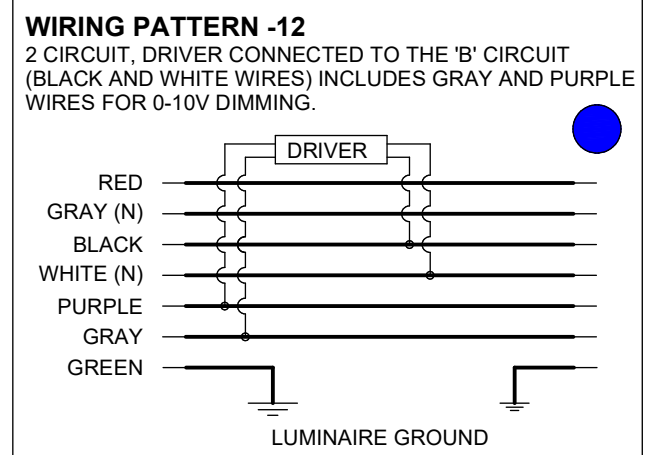 WIRING PATTERN -12
2 CIRCUIT, DRIVER CONNECTED TO THE 'B' CIRCUIT
(BLACK AND WHITE WIRES) INCLUDES GRAY AND PURPLE
WIRES FOR 0-10V DIMMING.
DRIVER
RED
GRAY (N)
BLACK
WHITE (N)
PURPLE
GRAY
GREEN
LUMINAIRE GROUND